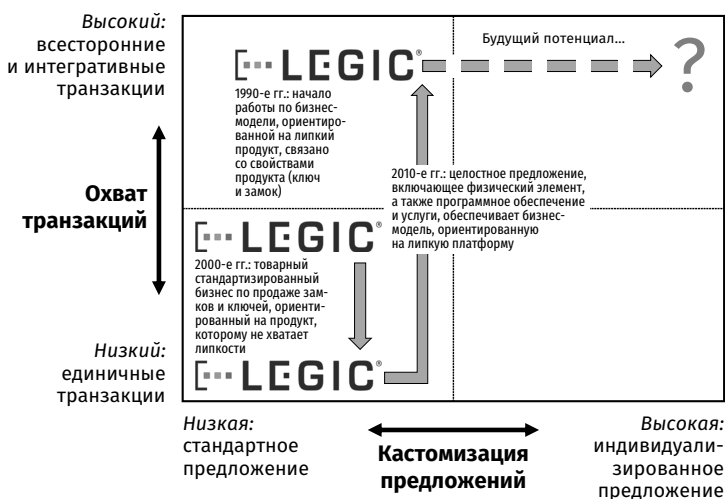 Высокий:
всесторонние
и интегративные
транзакции
Охват
транзакций
Низкий:
единичные
транзакции
LEGIC®
1990-е гг.: начало
работы по бизнес-
модели, ориентиро-
ванной на липкий
продукт, связано
со свойствами
продукта (ключ
и замок)
Будущий потенциал...
?
2010-е гг.: целостное предложение,
включающее физический элемент,
а также программное обеспечение
и услуги, обеспечивает бизнес-
модель, ориентированную
на липкую платформу
LEGIC®
2000-е гг.: товарный
стандартизированный
бизнес по продаже зам-
ков и ключей, ориенти-
рованный на продукт,
которому не хватает
липкости
LEGIC®
Низкая:
стандартное
предложение
Кастомизация
предложений
Высокая:
индивидуали-
зированное
предложение